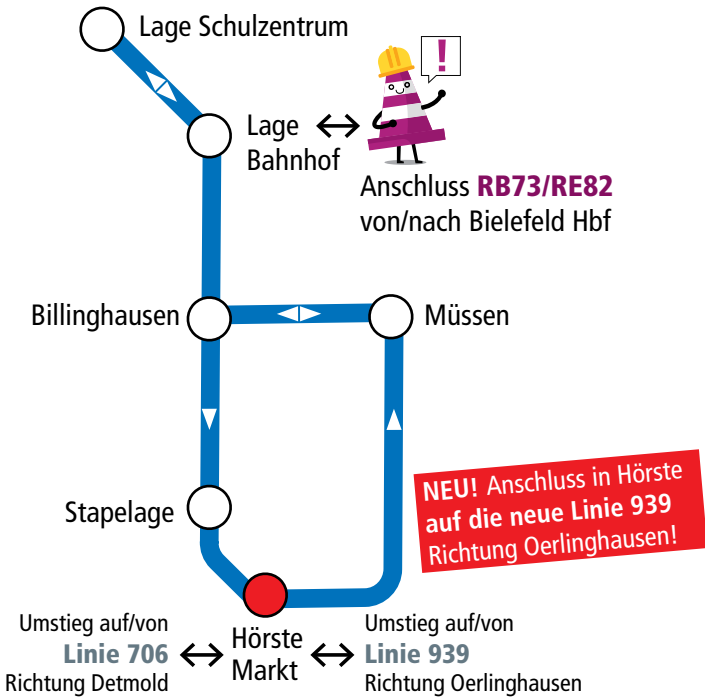 Lage Schulzentrum
!
Lage
Bahnhof
Anschluss RB73/RE82
von/nach Bielefeld Hbf
Billinghausen
Müssen
NEU! Anschluss in Hörste
auf die neue Linie 939
Richtung Oerlinghausen!
Stapelage
Umstieg auf/von
Linie 706
Richtung Detmold
Hörste
Markt
Umstieg auf/von
Linie 939
Richtung Oerlinghausen